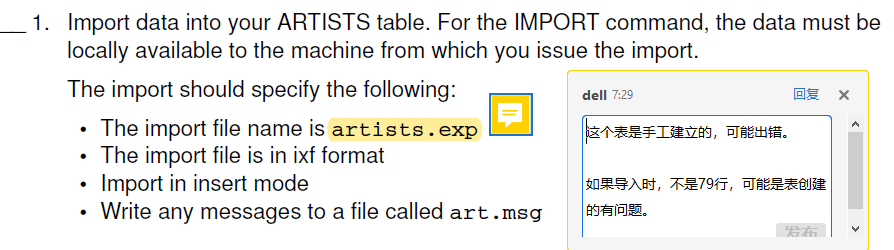 __ 1. Import data into your ARTISTS table. For the IMPORT command, the data must be
locally available to the machine from which you issue the import.
The import should specify the following:
• The import file name is artists.exp
• The import file is in ixf format
• Import in insert mode
• Write any messages to a file called art.msg
dell 7:29 回复 ×
这个表是手工建立的，可能出错。
如果导入时，不是79行，可能是表创建
的有问题。
发布